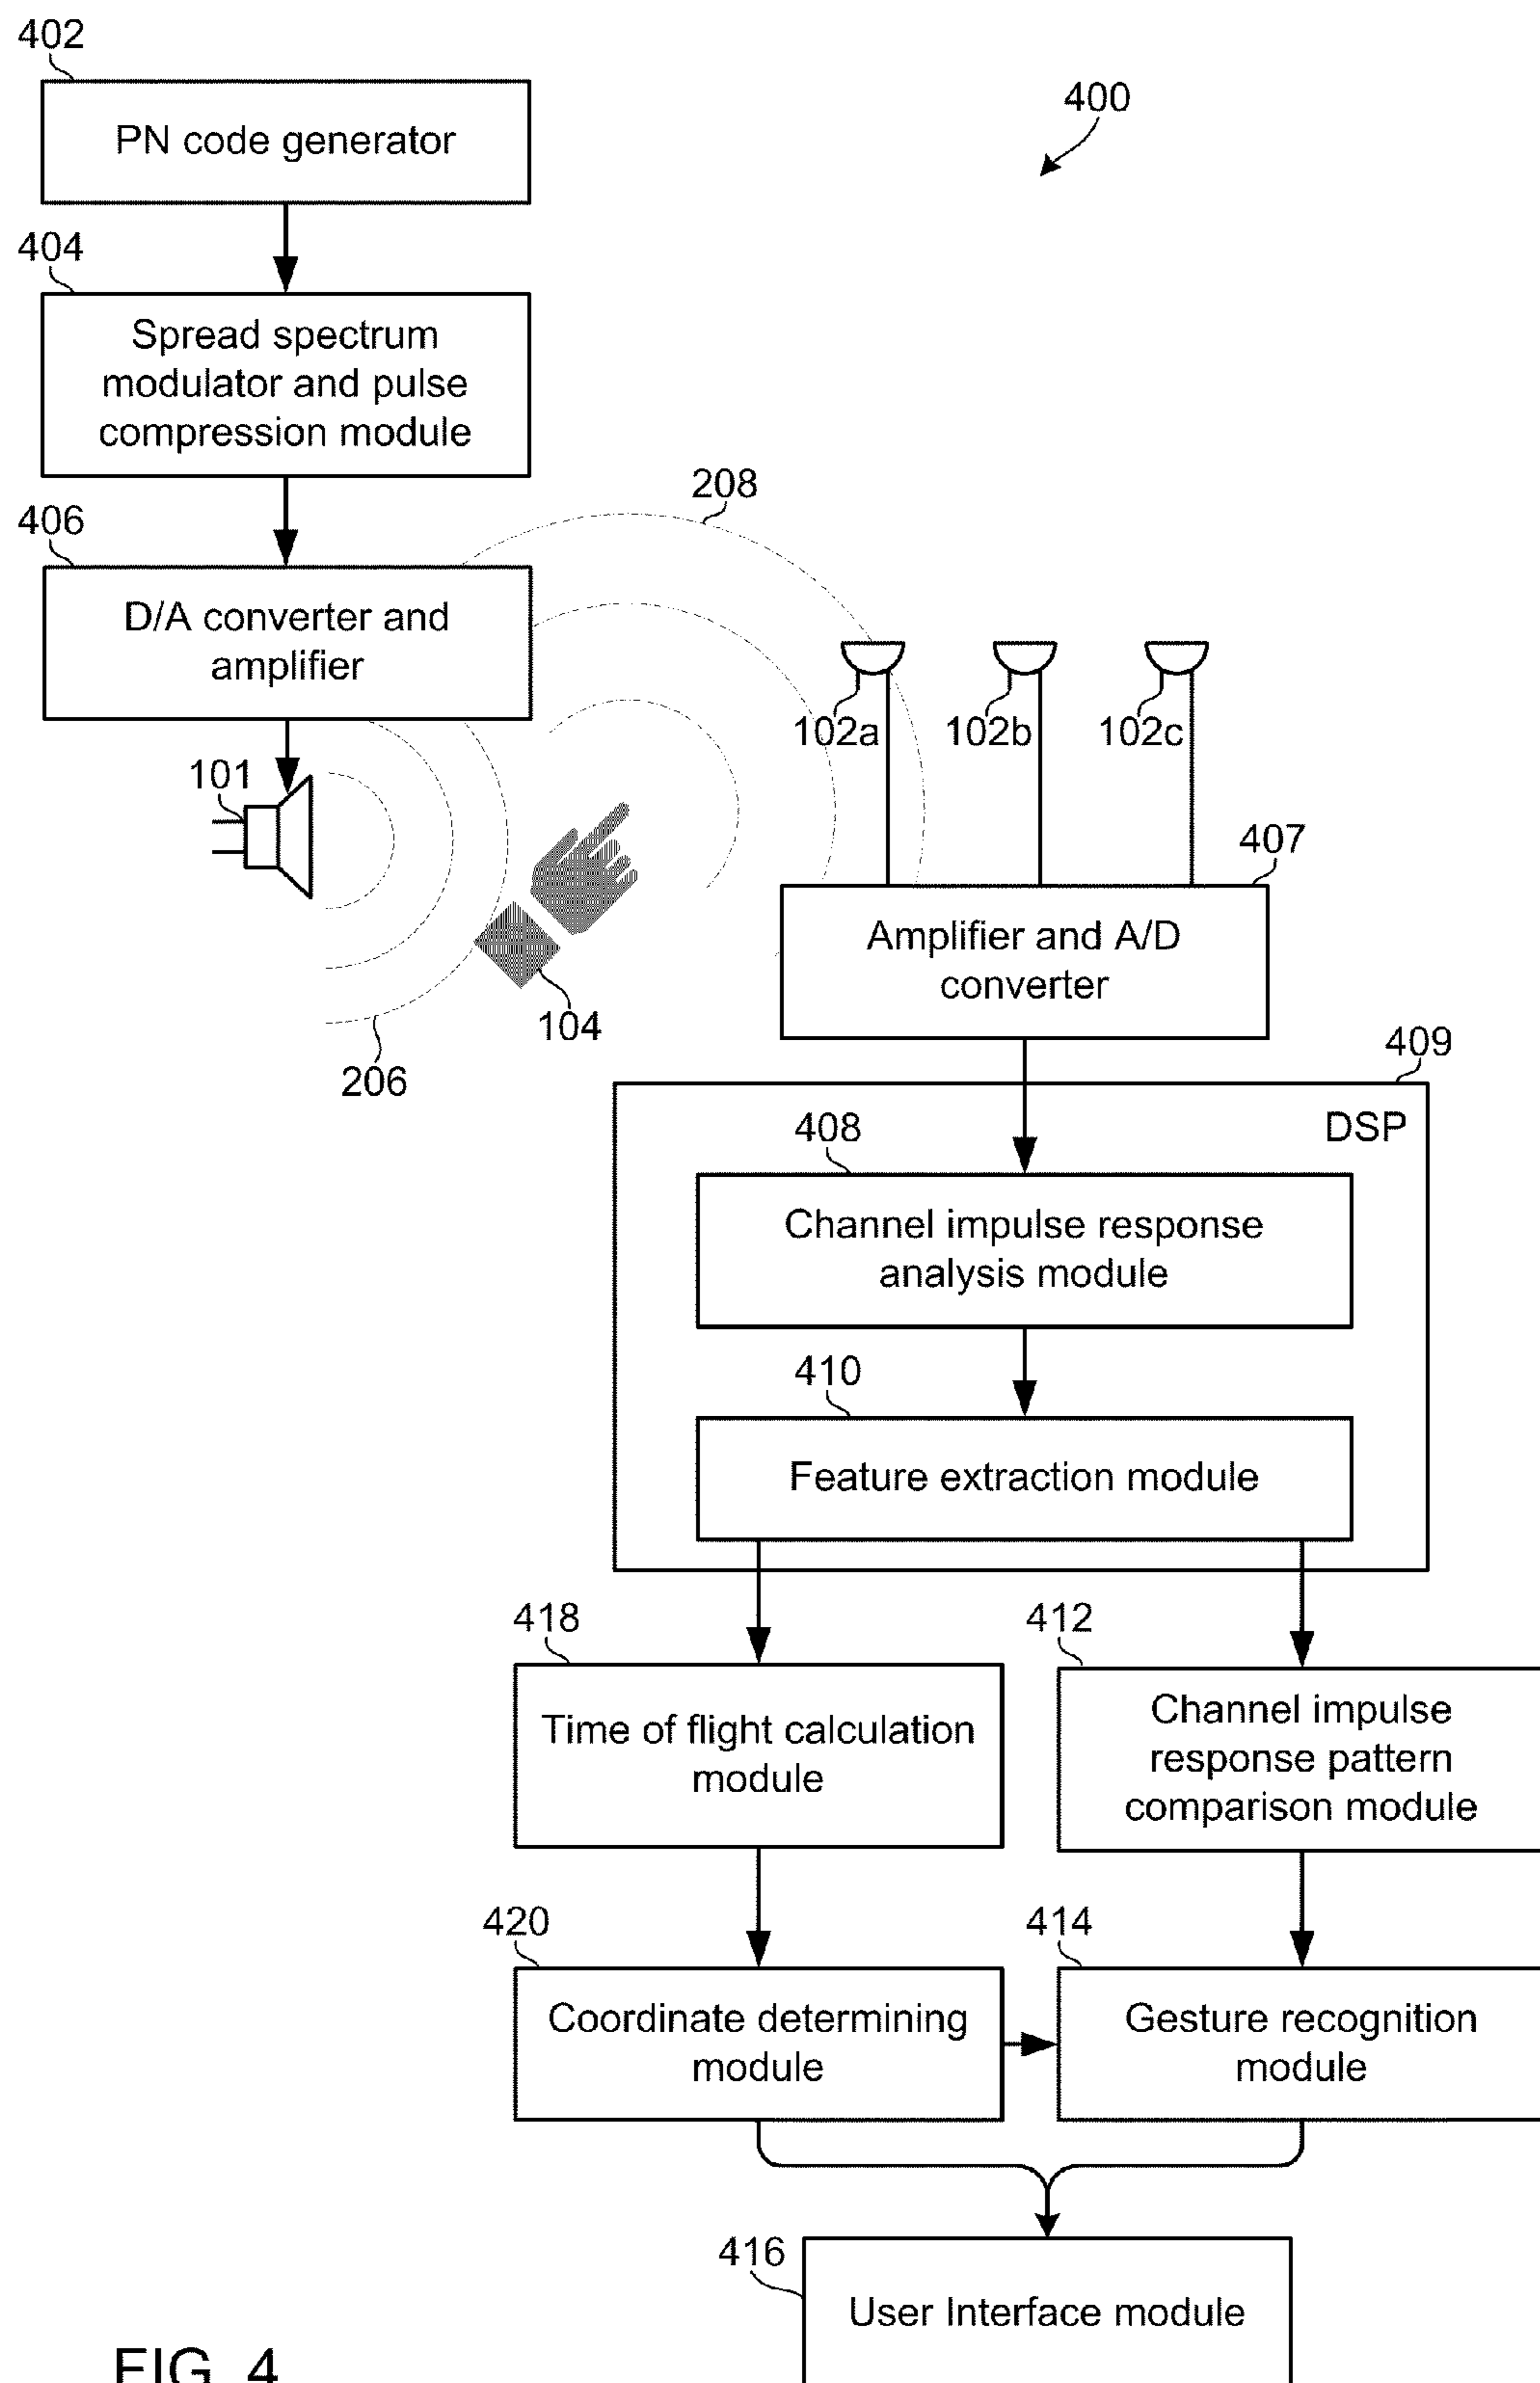 402
400
PN code generator
404
Spread spectrum
modulator and pulse
compression module
208
406
D/A converter and
amplifier
102a
102b
102c
101
407
Amplifier and A/D
converter
104
206
409
DSP
408
Channel impulse response
analysis module
410
Feature extraction module
418
412
Time of flight calculation
module
Channel impulse
response pattern
comparison module
420
414
Coordinate determining
module
Gesture recognition
module
416
User Interface module
FIG. 4